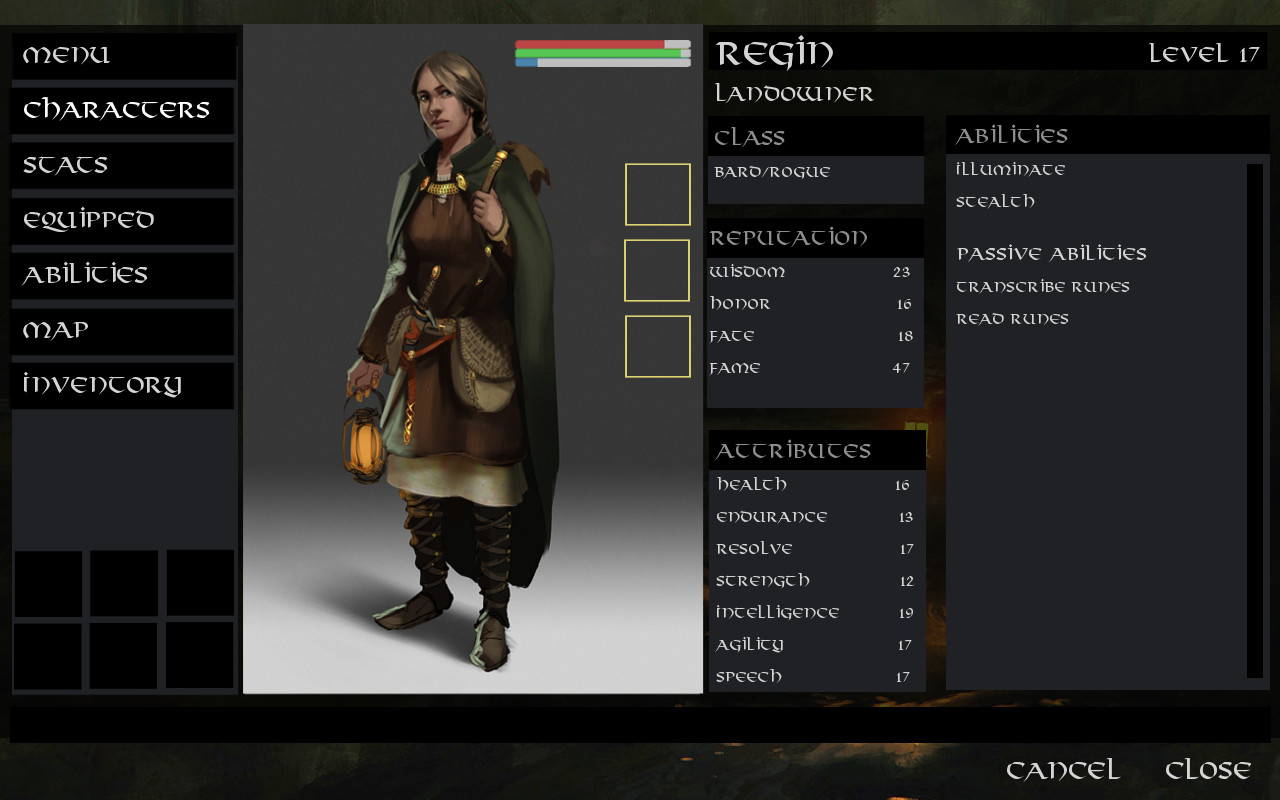 MENU
CHARACTERS
STATS
EQUIPPED
ABILITIES
MAP
INVENTORY
REGIN
LEVEL 17
LANDOWNER
CLASS
BARD/ROGUE
REPUTATION
WISDOM 23
HONOR 16
FATE 18
FAME 47
ATTRIBUTES
HEALTH 16
ENDURANCE 13
RESOLVE 17
STRENGTH 12
INTELLIGENCE 19
AGILITY 17
SPEECH 17
ABILITIES
ILLUMINATE
STEALTH
PASSIVE ABILITIES
TRANSCRIBE RUNES
READ RUNES
CANCEL
CLOSE